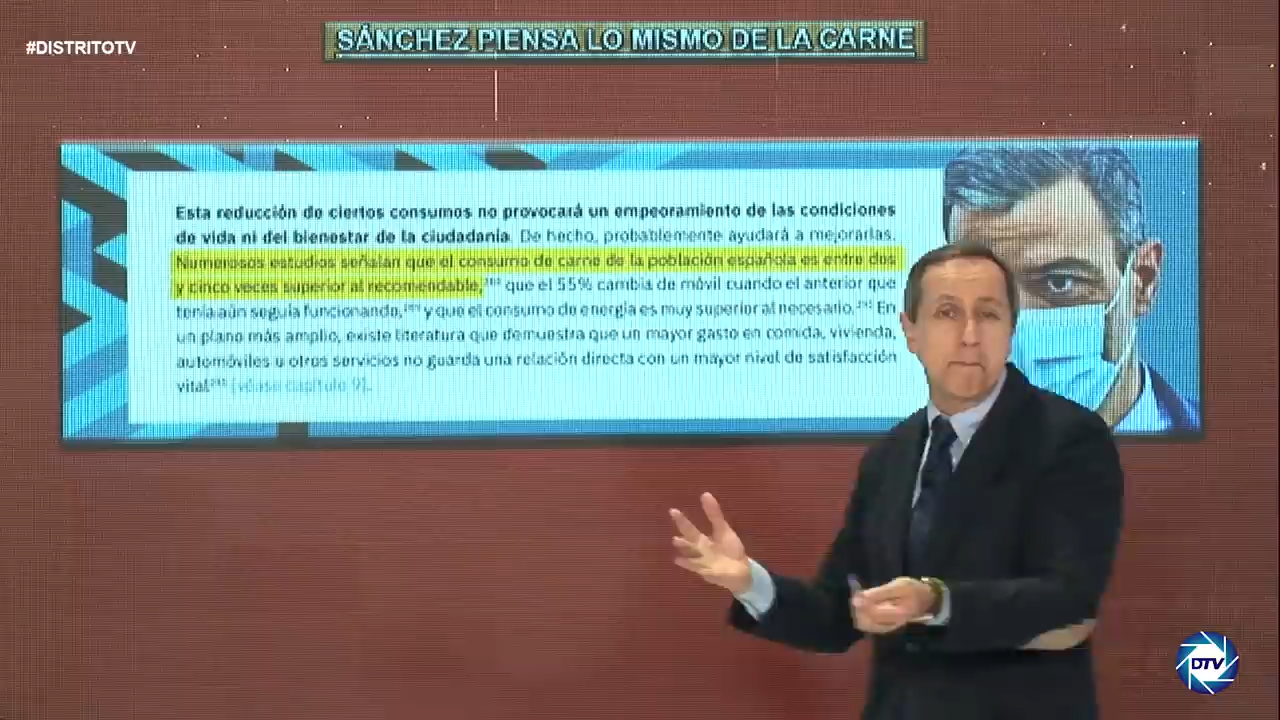 #DISTRITOTV
SÁNCHEZ PIENSA LO MISMO DE LA CARNE
Esta reducción de ciertos consumos no provocará un empeoramiento de las condiciones
de vida ni del bienestar de la ciudadanía. De hecho, probablemente ayudará a mejorarlas.
Numerosos estudios señalan que el consumo de carne de la población española es entre dos
y cinco veces superior al recomendable, que el 55% cambia de móvil cuando el anterior que
tenía aún seguía funcionando, y que el consumo de energía es muy superior al necesario. En
un plano más amplio, existe literatura que demuestra que un mayor gasto en comida, vivienda,
automóviles u otros servicios no guarda una relación directa con un mayor nivel de satisfacción
vital [véase capítulo 9].
DTV